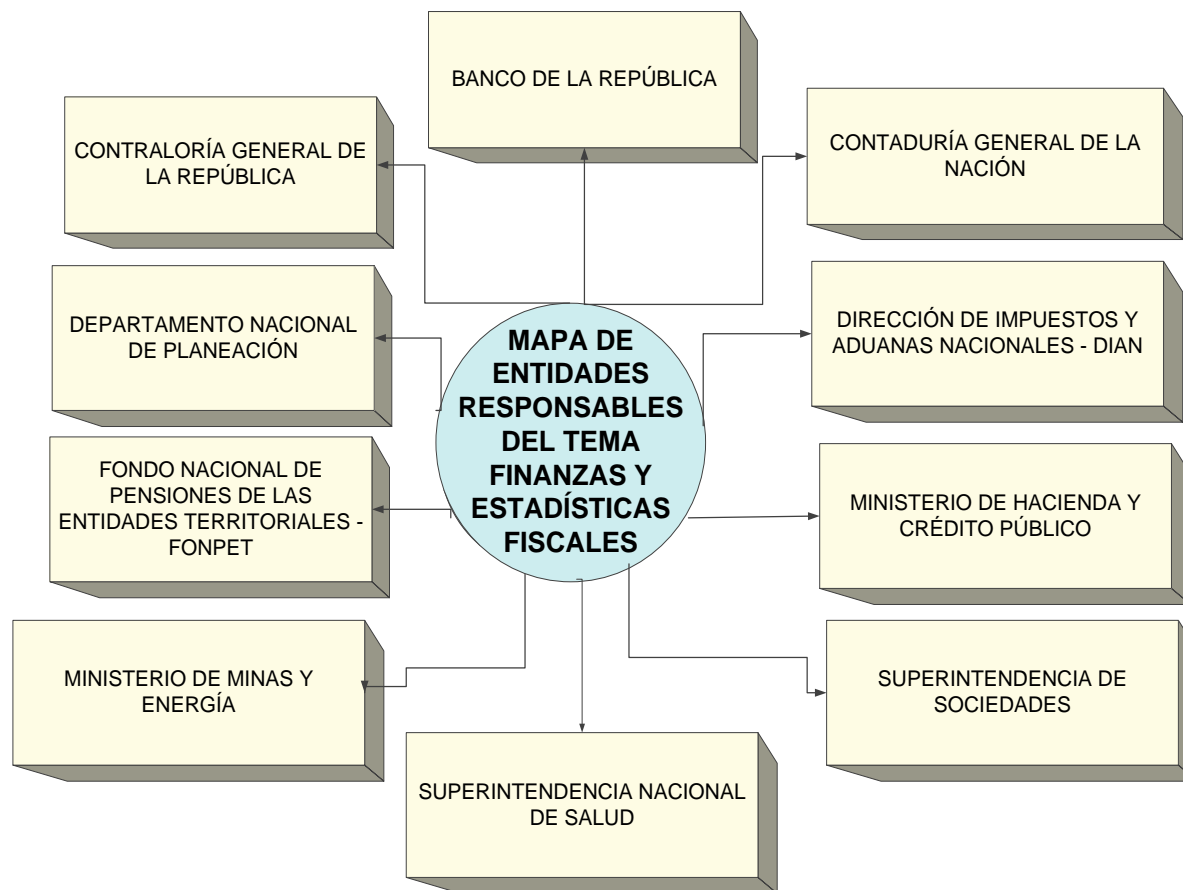 BANCO DE LA REPÚBLICA
CONTRALORÍA GENERAL DE
LA REPÚBLICA
CONTADURÍA GENERAL DE LA
NACIÓN
DEPARTAMENTO NACIONAL
DE PLANEACIÓN
DIRECCIÓN DE IMPUESTOS Y
ADUANAS NACIONALES - DIAN
MAPA DE
ENTIDADES
RESPONSABLES
DEL TEMA
FINANZAS Y
ESTADÍSTICAS
FISCALES
FONDO NACIONAL DE
PENSIONES DE LAS
ENTIDADES TERRITORIALES -
FONPET
MINISTERIO DE HACIENDA Y
CRÉDITO PÚBLICO
MINISTERIO DE MINAS Y
ENERGÍA
SUPERINTENDENCIA DE
SOCIEDADES
SUPERINTENDENCIA NACIONAL
DE SALUD